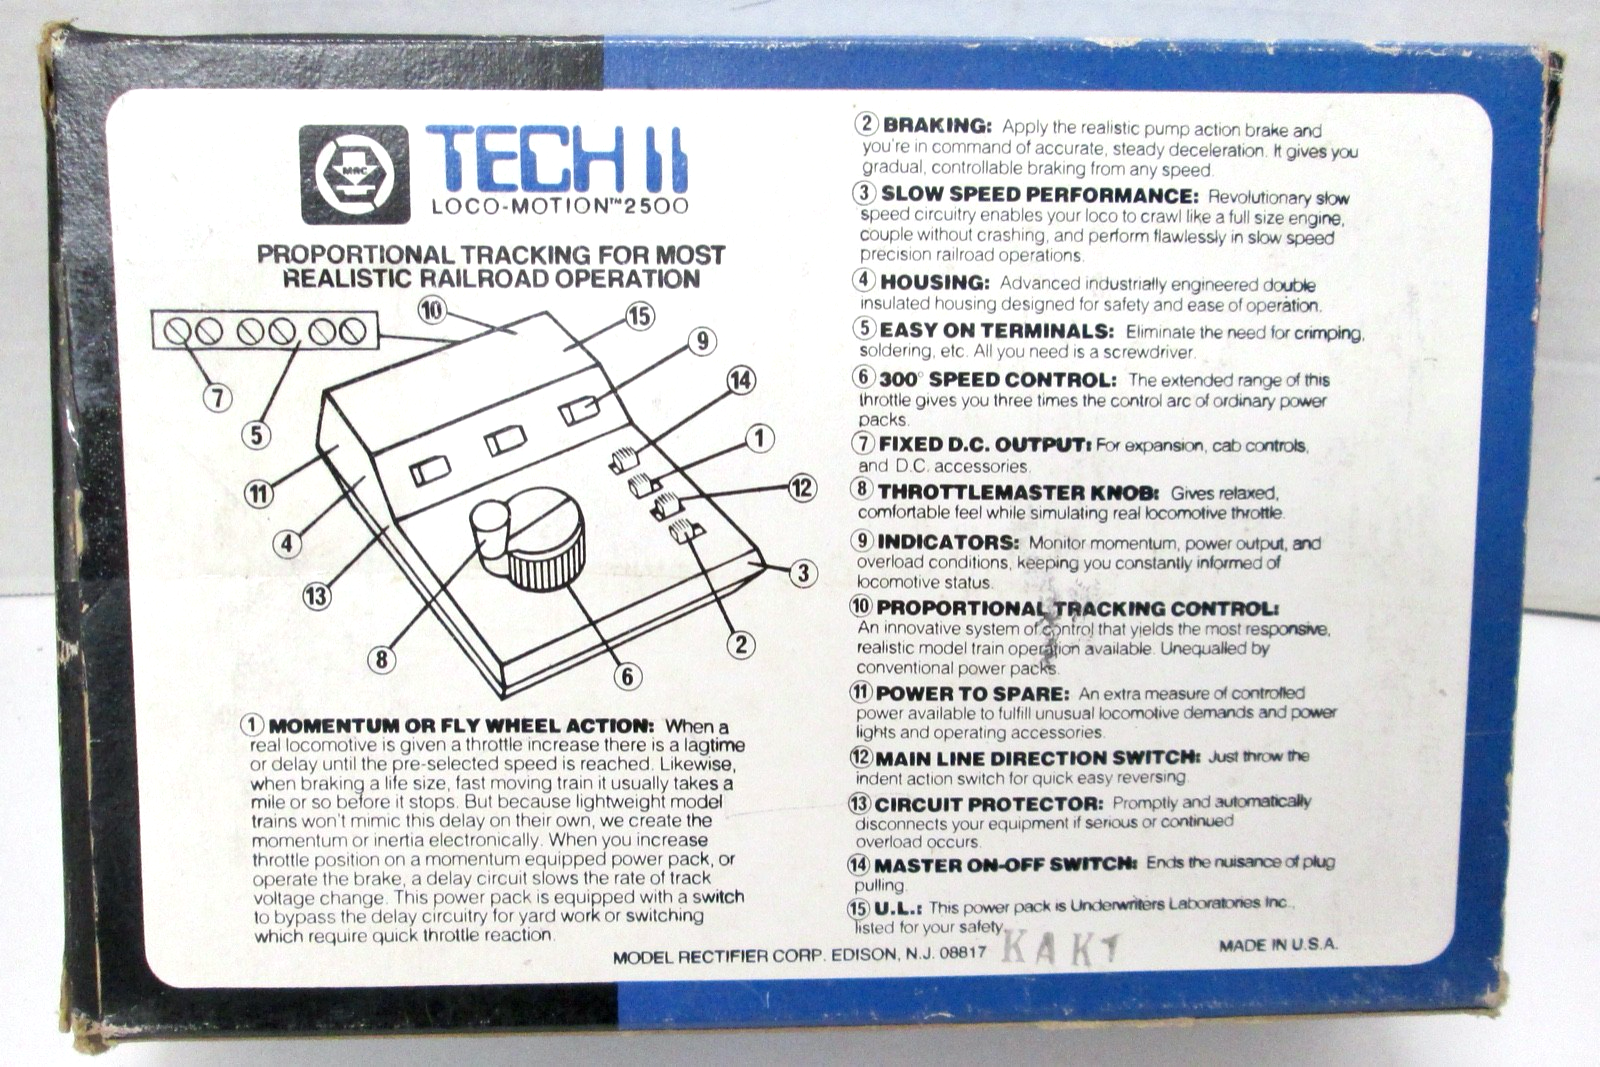 MRC
TECH II
LOCO-MOTION™2500
PROPORTIONAL TRACKING FOR MOST
REALISTIC RAILROAD OPERATION
10
15
9
14
7
5
1
11
12
4
13
3
8
2
6
① MOMENTUM OR FLY WHEEL ACTION: When a
real locomotive is given a throttle increase there is a lagtime
or delay until the pre-selected speed is reached. Likewise,
when braking a life size, fast moving train it usually takes a
mile or so before it stops. But because lightweight model
trains won't mimic this delay on their own, we create the
momentum or inertia electronically. When you increase
throttle position on a momentum equipped power pack, or
operate the brake, a delay circuit slows the rate of track
voltage change. This power pack is equipped with a switch
to bypass the delay circuitry for yard work or switching
which require quick throttle reaction.
② BRAKING: Apply the realistic pump action brake and
you're in command of accurate, steady deceleration. It gives you
gradual, controllable braking from any speed.
③ SLOW SPEED PERFORMANCE: Revolutionary slow
speed circuitry enables your loco to crawl like a full size engine,
couple without crashing, and perform flawlessly in slow speed
precision railroad operations.
④ HOUSING: Advanced industrially engineered double
insulated housing designed for safety and ease of operation.
⑤ EASY ON TERMINALS: Eliminate the need for crimping,
soldering, etc. All you need is a screwdriver.
⑥ 300° SPEED CONTROL: The extended range of this
throttle gives you three times the control arc of ordinary power
packs.
⑦ FIXED D.C. OUTPUT: For expansion, cab controls,
and D.C. accessories.
⑧ THROTTLEMASTER KNOB: Gives relaxed,
comfortable feel while simulating real locomotive throttle.
⑨ INDICATORS: Monitor momentum, power output, and
overload conditions, keeping you constantly informed of
locomotive status.
⑩ PROPORTIONAL TRACKING CONTROL:
An innovative system of control that yields the most responsive,
realistic model train operation available. Unequalled by
conventional power packs.
⑪ POWER TO SPARE: An extra measure of controlled
power available to fulfill unusual locomotive demands and power
lights and operating accessories.
⑫ MAIN LINE DIRECTION SWITCH: Just throw the
indent action switch for quick easy reversing.
⑬ CIRCUIT PROTECTOR: Promptly and automatically
disconnects your equipment if serious or continued
overload occurs.
⑭ MASTER ON-OFF SWITCH: Ends the nuisance of plug
pulling.
⑮ U.L.: This power pack is Underwriters Laboratories Inc.,
listed for your safety.
MODEL RECTIFIER CORP. EDISON, N.J. 08817
KAKT
MADE IN U.S.A.